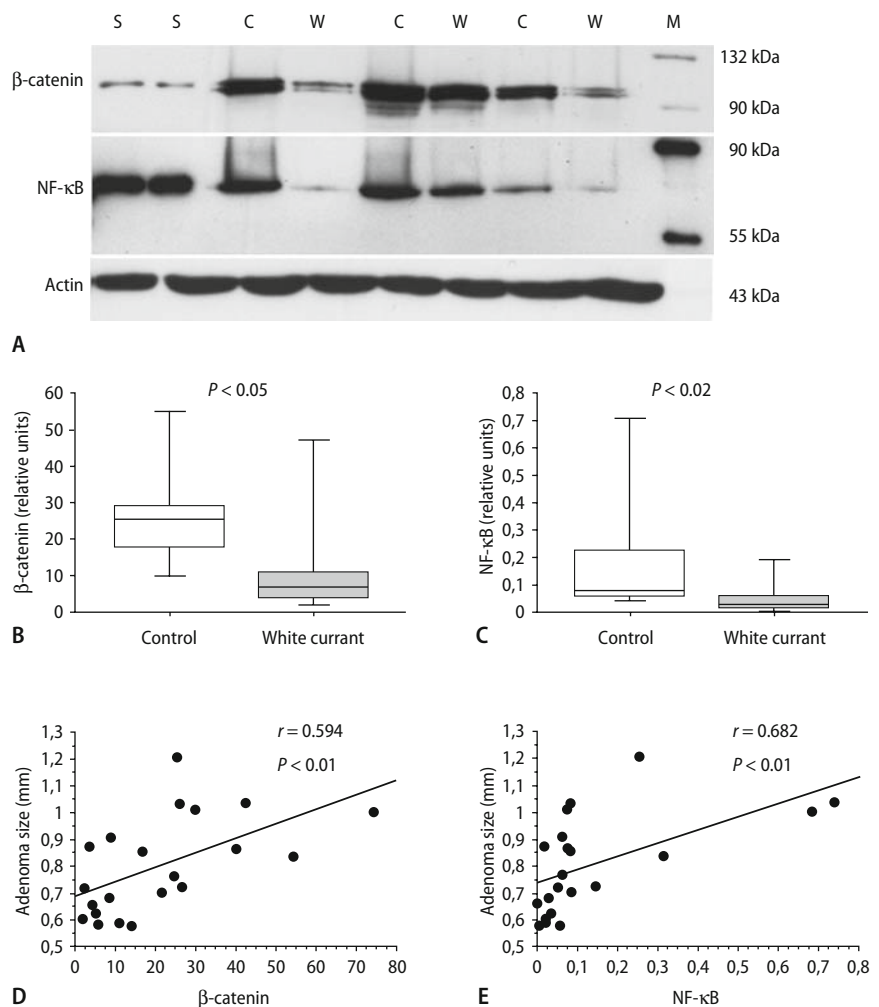 S S C W C W C W M
β-catenin
132 kDa
90 kDa
NF-κB
90 kDa
55 kDa
Actin
43 kDa
A
P < 0.05
β-catenin (relative units)
60
50
40
30
20
10
0
Control White currant
B
P < 0.02
NF-κB (relative units)
0,8
0,7
0,6
0,5
0,4
0,3
0,2
0,1
0
Control White currant
C
r = 0.594
P < 0.01
Adenoma size (mm)
1,3
1,2
1,1
1
0,9
0,8
0,7
0,6
0,5
0 10 20 30 40 50 60 70 80
β-catenin
D
r = 0.682
P < 0.01
Adenoma size (mm)
1,3
1,2
1,1
1
0,9
0,8
0,7
0,6
0,5
0 0,1 0,2 0,3 0,4 0,5 0,6 0,7 0,8
NF-κB
E